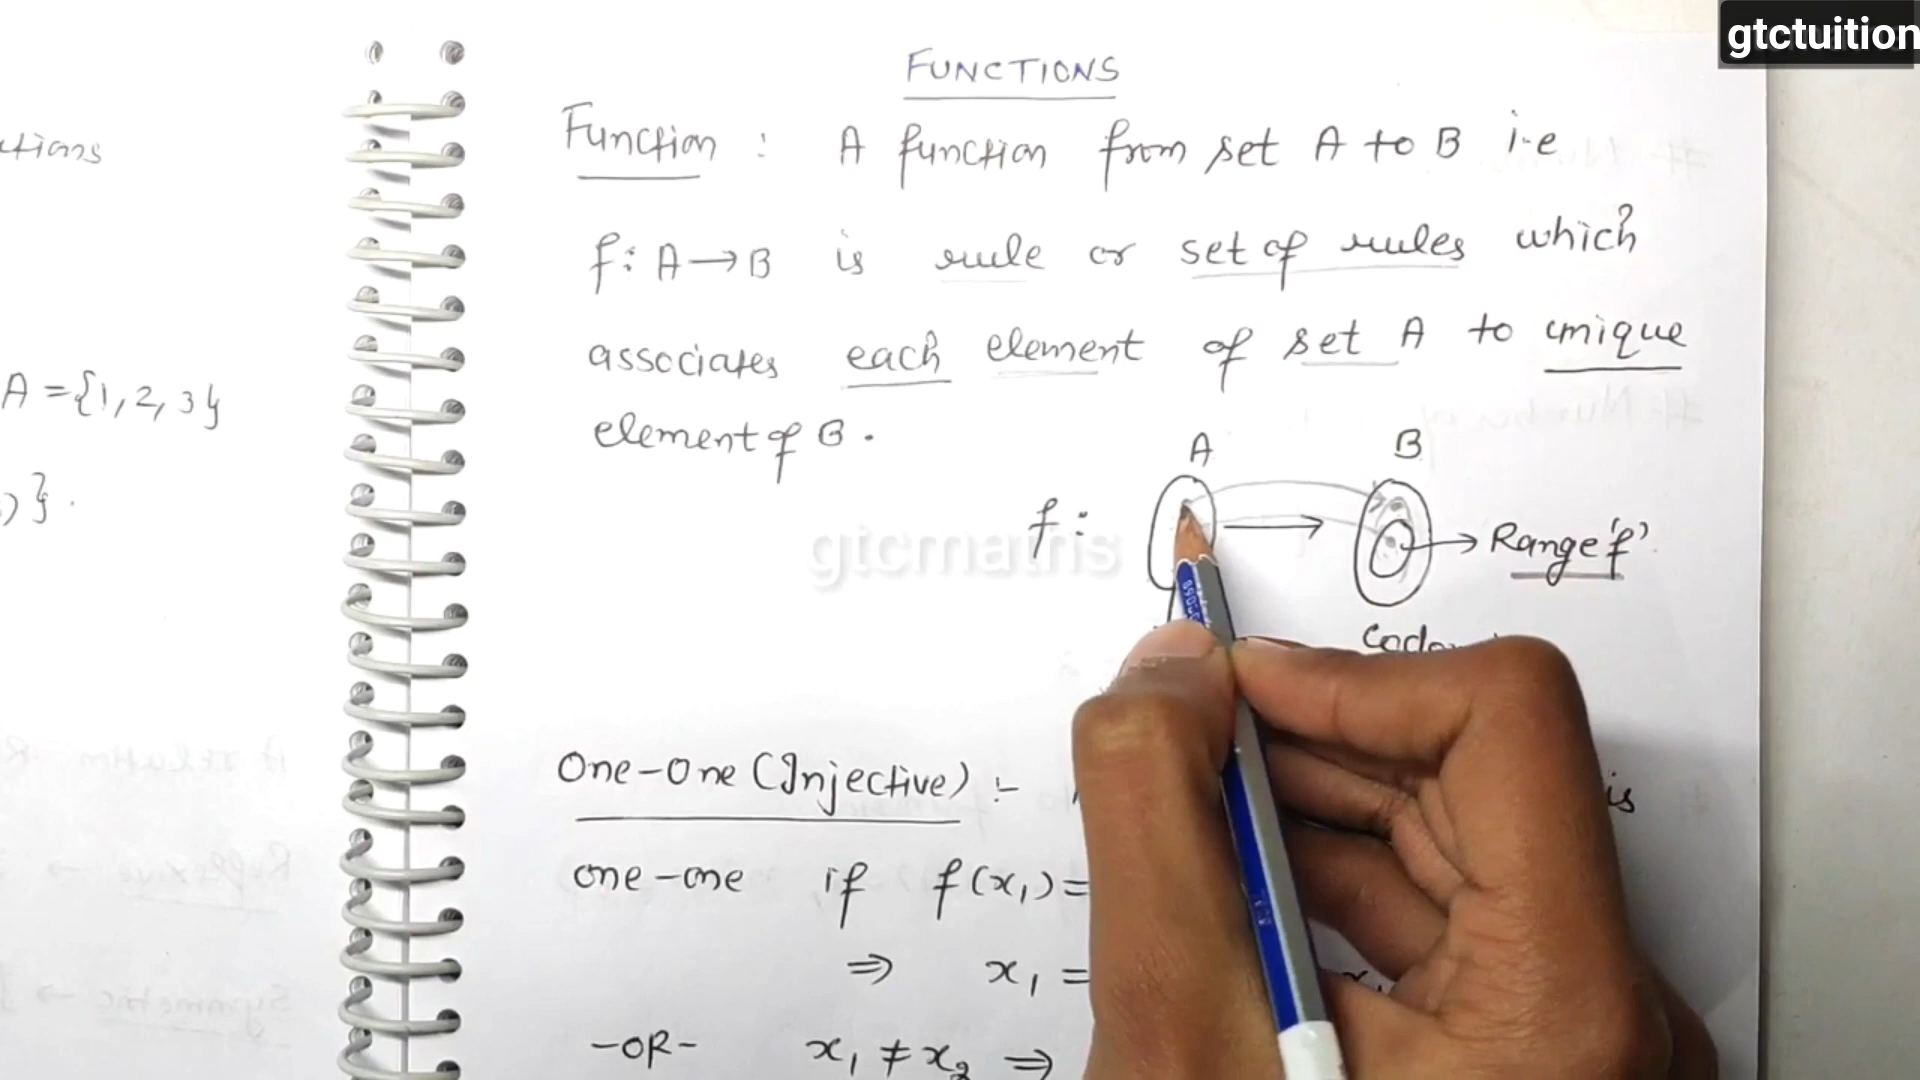 gtctuition
FUNCTIONS
Function : A function from set A to B i.e
f: A → B is rule or set of rules which
associates each element of set A to unique
element of B.
A B
f: → Range 'f'
gtcmaths
One-One (Injective) :- is
one-one if f(x₁) =
⇒ x₁ =
-OR- x₁ ≠ x₂ ⇒
A = {1, 2, 3}
)}.